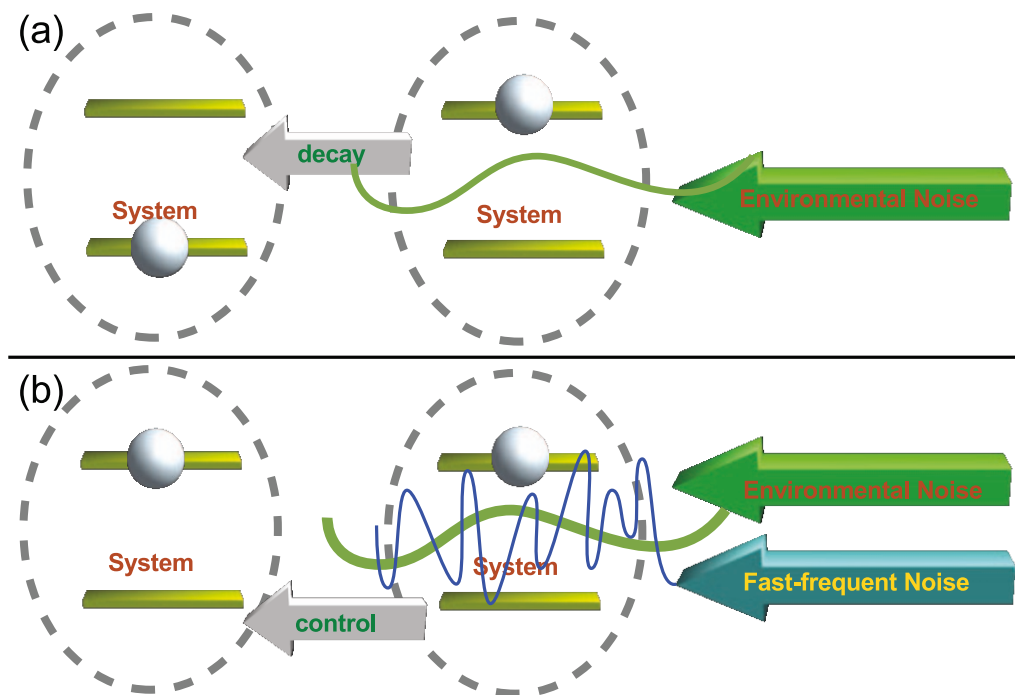 (a)
decay
System
System
Environmental Noise
(b)
Environmental Noise
System
System
Fast-frequent Noise
control